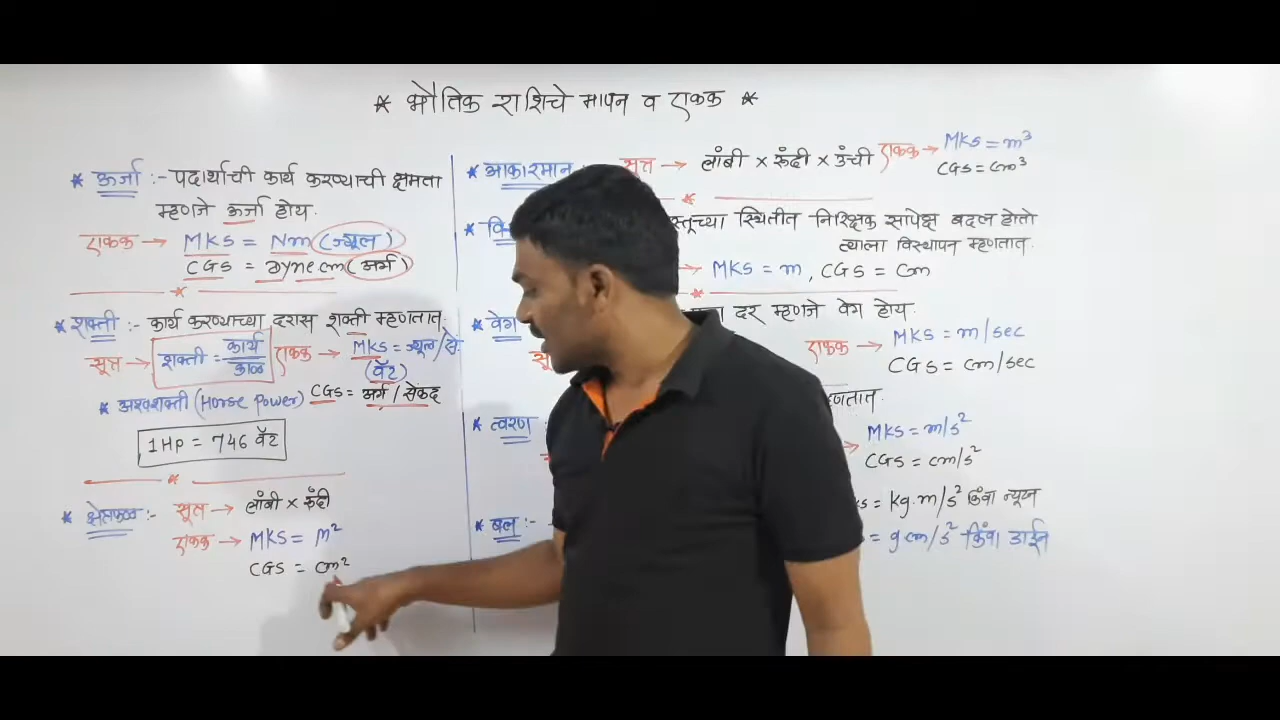 * भौतिक राशिचे मापन व एकक *
* ऊर्जा :- पदार्थाची कार्य करण्याची क्षमता
म्हणजे ऊर्जा होय.
एकक → MKS = Nm (ज्यूल)
CGS = Dyne cm (अर्ग)
* शक्ती :- कार्य करण्याच्या दरास शक्ती म्हणतात.
सूत्र → शक्ती = कार्य/काळ एकक → MKS = ज्यूल/से.
(वॅट)
* अश्वशक्ती (Horse Power) CGS = अर्ग / सेकंद
1HP = 746 वॅट
* क्षेत्रफळ :- सूत्र → लांबी × रुंदी
एकक → MKS = m²
CGS = cm²
* आकारमान :- सूत्र → लांबी × रुंदी × उंची एकक → MKS = m³
CGS = cm³
* वि स्तूच्या स्थितीत निरिक्षक सापेक्ष बदल होतो
त्याला विस्थापन म्हणतात.
→ MKS = m, CGS = cm
* वेग दर म्हणजे वेग होय.
सू एकक → MKS = m/sec
CGS = cm/sec
* त्वरण : णतात.
→ MKS = m/s²
CGS = cm/s²
* बल :- ks = kg.m/s² किंवा न्यूटन
= g cm/s² किंवा डाईन